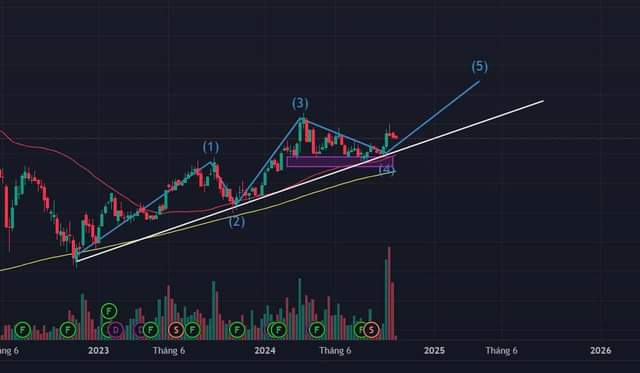 (5)
(3)
(1)
(4)
(2)
F
F F F D D F S F F F F F F S
áng 6 2023 Tháng 6 2024 Tháng 6 2025 Tháng 6 2026